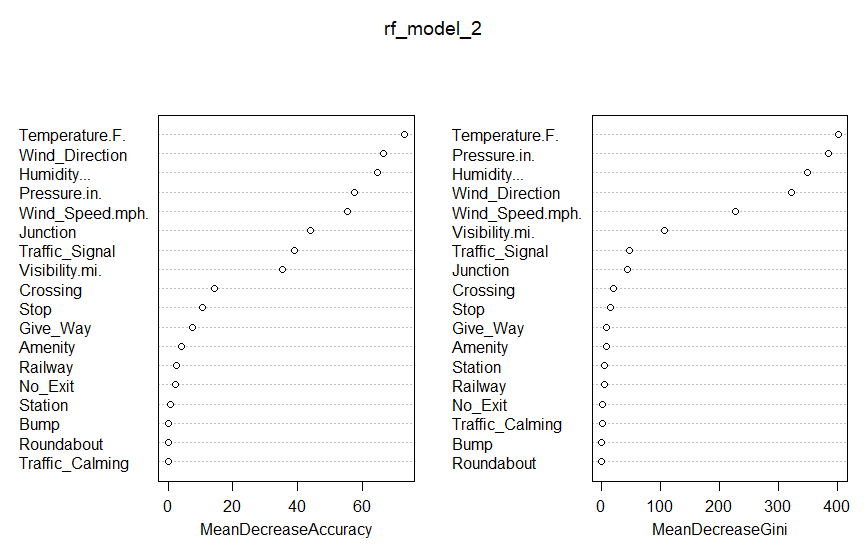 rf_model_2
Temperature.F.
Wind_Direction
Humidity...
Pressure.in.
Wind_Speed.mph.
Junction
Traffic_Signal
Visibility.mi.
Crossing
Stop
Give_Way
Amenity
Railway
No_Exit
Station
Bump
Roundabout
Traffic_Calming
0 20 40 60
MeanDecreaseAccuracy
Temperature.F.
Pressure.in.
Humidity...
Wind_Direction
Wind_Speed.mph.
Visibility.mi.
Traffic_Signal
Junction
Crossing
Stop
Give_Way
Amenity
Station
Railway
No_Exit
Traffic_Calming
Bump
Roundabout
0 100 200 300 400
MeanDecreaseGini